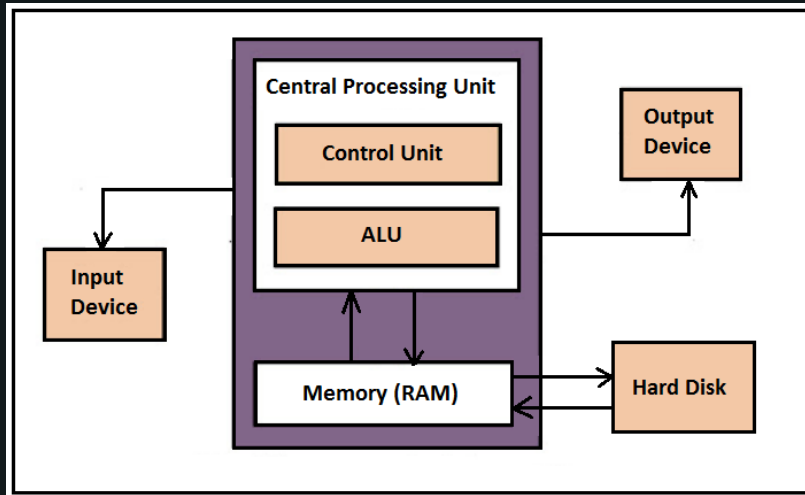 Central Processing Unit
Control Unit
ALU
Memory (RAM)
Input
Device
Output
Device
Hard Disk